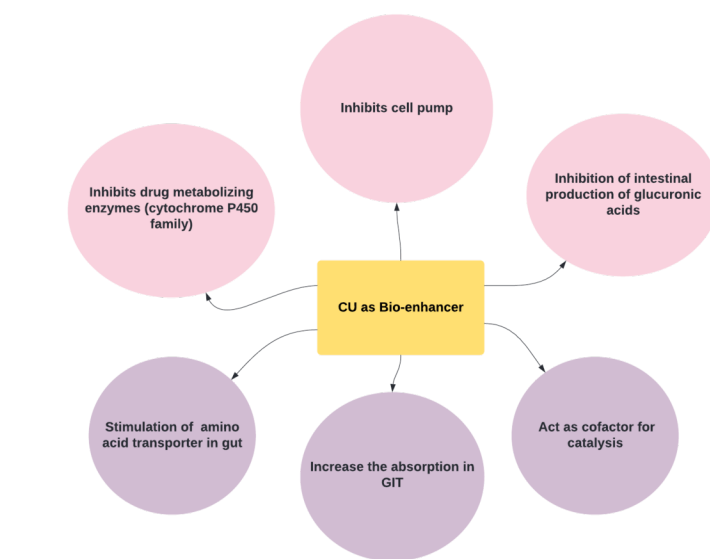 Inhibits cell pump
Inhibits drug metabolizing
enzymes (cytochrome P450
family)
Inhibition of intestinal
production of glucuronic
acids
CU as Bio-enhancer
Stimulation of amino
acid transporter in gut
Increase the absorption in
GIT
Act as cofactor for
catalysis